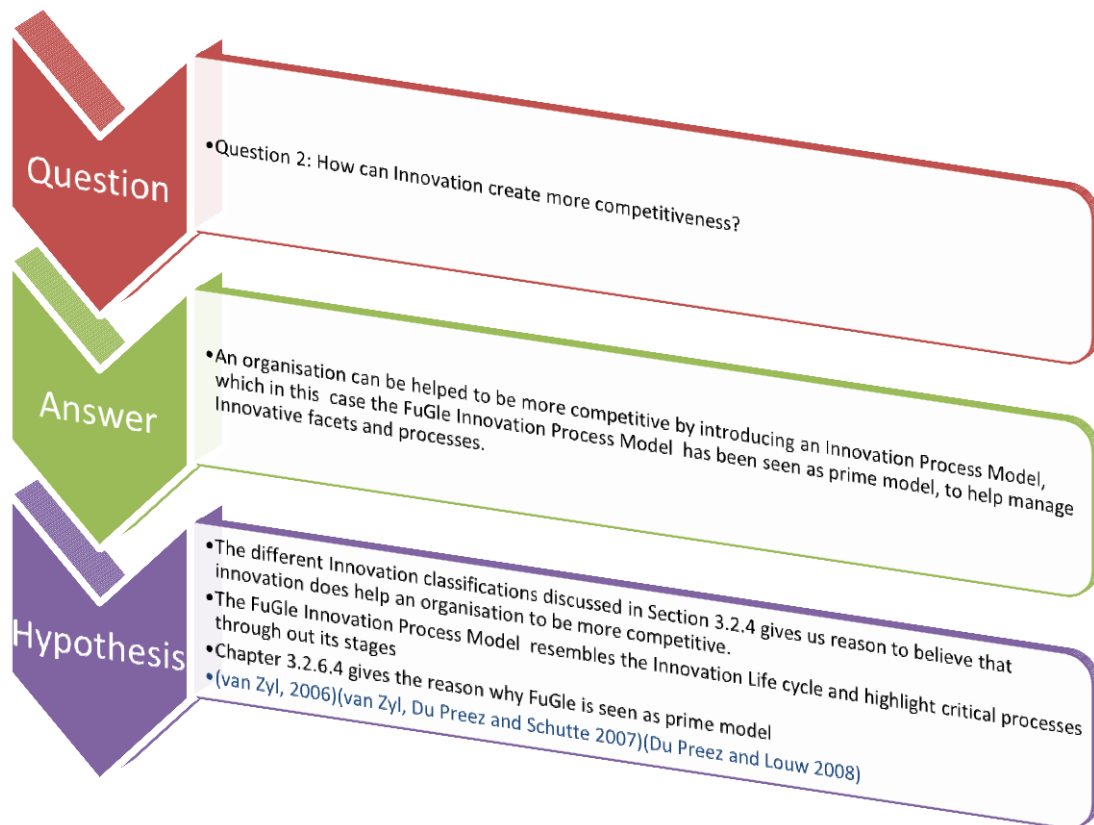 Question
•Question 2: How can Innovation create more competitiveness?
Answer
•An organisation can be helped to be more competitive by introducing an Innovation Process Model,
which in this case the FuGle Innovation Process Model has been seen as prime model, to help manage
Innovative facets and processes.
Hypothesis
•The different Innovation classifications discussed in Section 3.2.4 gives us reason to believe that
innovation does help an organisation to be more competitive.
•The FuGle Innovation Process Model resembles the Innovation Life cycle and highlight critical processes
through out its stages
•Chapter 3.2.6.4 gives the reason why FuGle is seen as prime model
•(van Zyl, 2006)(van Zyl, Du Preez and Schutte 2007)(Du Preez and Louw 2008)